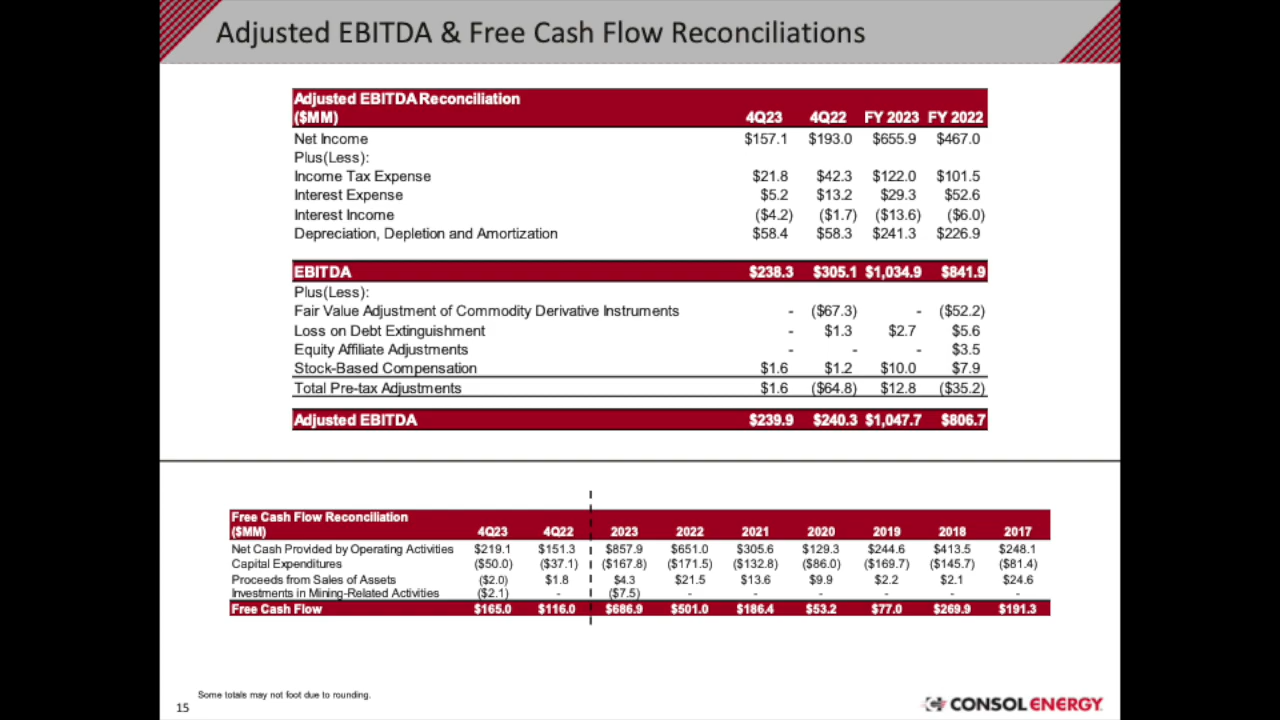 Adjusted EBITDA & Free Cash Flow Reconciliations
Adjusted EBITDA Reconciliation
($MM) 4Q23 4Q22 FY 2023 FY 2022
Net Income $157.1 $193.0 $655.9 $467.0
Plus(Less):
Income Tax Expense $21.8 $42.3 $122.0 $101.5
Interest Expense $5.2 $13.2 $29.3 $52.6
Interest Income ($4.2) ($1.7) ($13.6) ($6.0)
Depreciation, Depletion and Amortization $58.4 $58.3 $241.3 $226.9
EBITDA $238.3 $305.1 $1,034.9 $841.9
Plus(Less):
Fair Value Adjustment of Commodity Derivative Instruments - ($67.3) - ($52.2)
Loss on Debt Extinguishment - $1.3 $2.7 $5.6
Equity Affiliate Adjustments - - - $3.5
Stock-Based Compensation $1.6 $1.2 $10.0 $7.9
Total Pre-tax Adjustments $1.6 ($64.8) $12.8 ($35.2)
Adjusted EBITDA $239.9 $240.3 $1,047.7 $806.7
Free Cash Flow Reconciliation
($MM) 4Q23 4Q22 2023 2022 2021 2020 2019 2018 2017
Net Cash Provided by Operating Activities $219.1 $151.3 $857.9 $651.0 $305.6 $129.3 $244.6 $413.5 $248.1
Capital Expenditures ($50.0) ($37.1) ($167.8) ($171.5) ($132.8) ($86.0) ($169.7) ($145.7) ($81.4)
Proceeds from Sales of Assets ($2.0) $1.8 $4.3 $21.5 $13.6 $9.9 $2.2 $2.1 $24.6
Investments in Mining-Related Activities ($2.1) - ($7.5) - - - - - -
Free Cash Flow $165.0 $116.0 $686.9 $501.0 $186.4 $53.2 $77.0 $269.9 $191.3
Some totals may not foot due to rounding.
15
CONSOL ENERGY